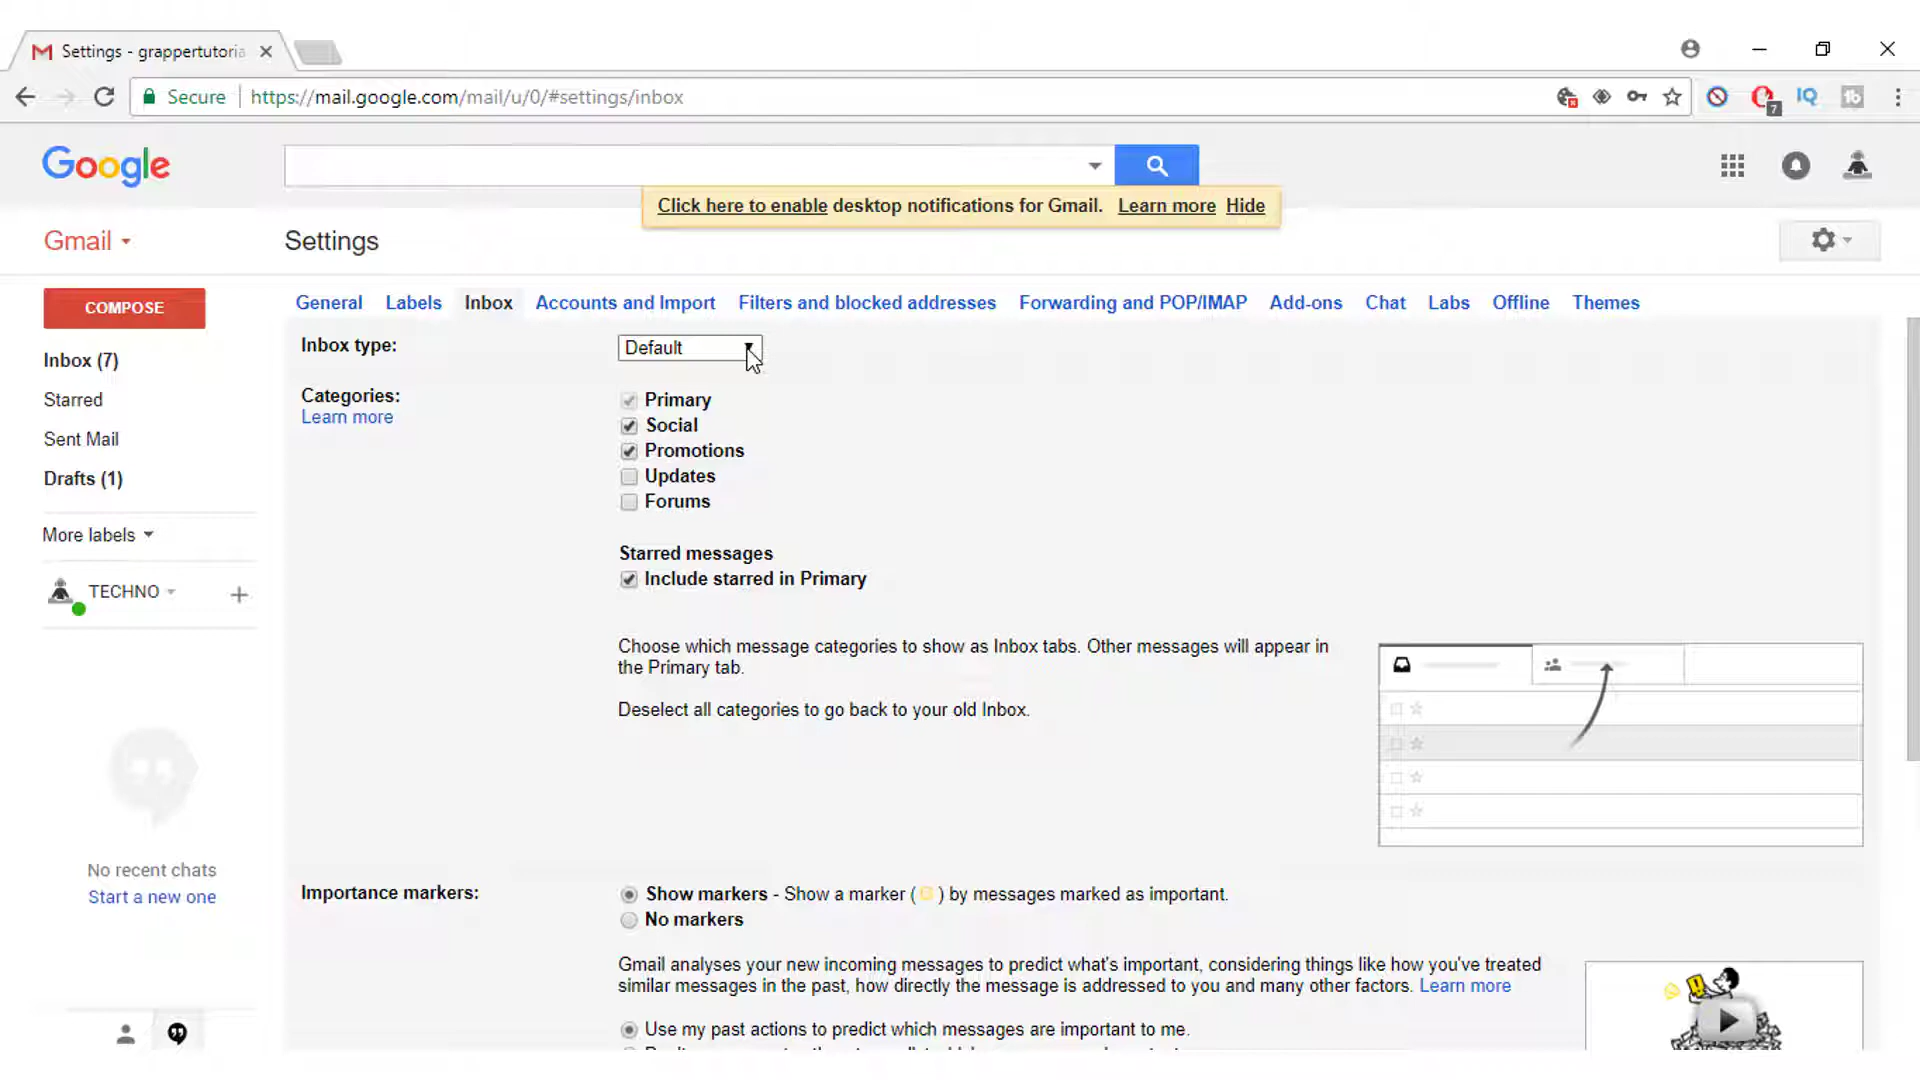 Settings - grappertutoria
Secure
https://mail.google.com/mail/u/0/#settings/inbox
7
IQ
Google
Click here to enable desktop notifications for Gmail. Learn more Hide
Gmail
Settings
COMPOSE
General Labels Inbox Accounts and Import Filters and blocked addresses Forwarding and POP/IMAP Add-ons Chat Labs Offline Themes
Inbox (7)
Starred
Sent Mail
Drafts (1)
More labels
TECHNO
No recent chats
Start a new one
Inbox type:
Default
Categories:
Learn more
Primary
Social
Promotions
Updates
Forums
Starred messages
Include starred in Primary
Choose which message categories to show as Inbox tabs. Other messages will appear in
the Primary tab.
Deselect all categories to go back to your old Inbox.
Importance markers:
Show markers - Show a marker ( ) by messages marked as important.
No markers
Gmail analyses your new incoming messages to predict what's important, considering things like how you've treated
similar messages in the past, how directly the message is addressed to you and many other factors. Learn more
Use my past actions to predict which messages are important to me.